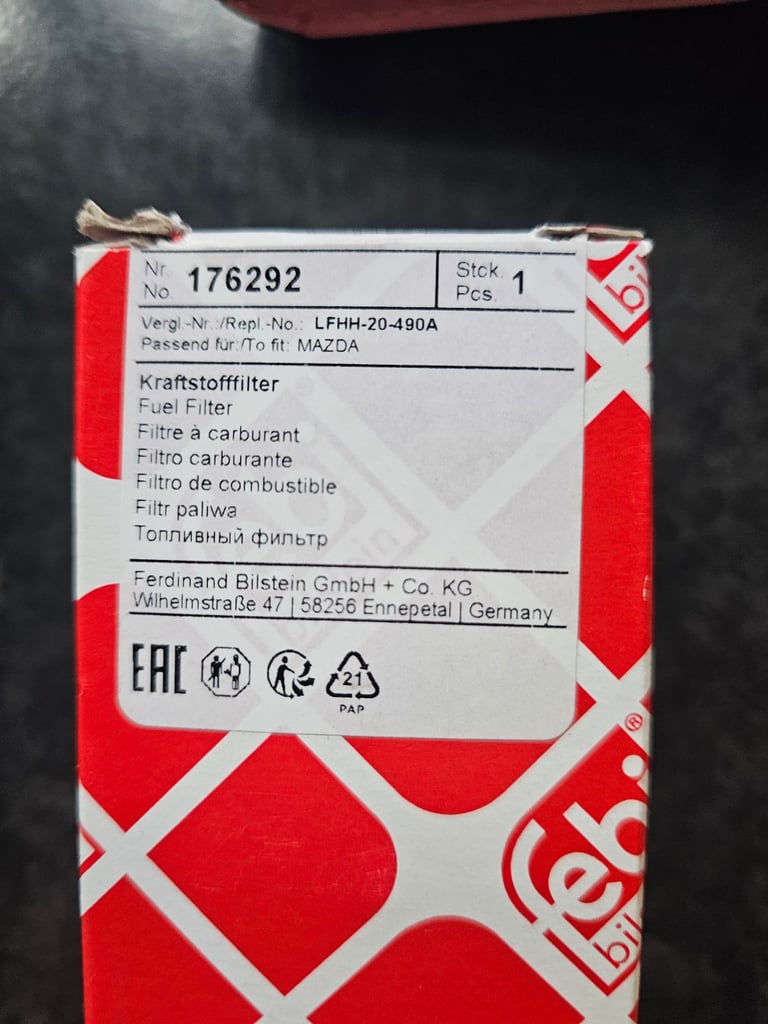 Nr. 176292 Stck. 1
No. Pcs.
Vergl.-Nr.:/Repl.-No.: LFHH-20-490A
Passend für:/To fit: MAZDA
Kraftstofffilter
Fuel Filter
Filtre à carburant
Filtro carburante
Filtro de combustible
Filtr paliwa
Топливный фильтр
Ferdinand Bilstein GmbH + Co. KG
Wilhelmstraße 47 | 58256 Ennepetal | Germany
EAC
21
PAP
bil
febi®
bil